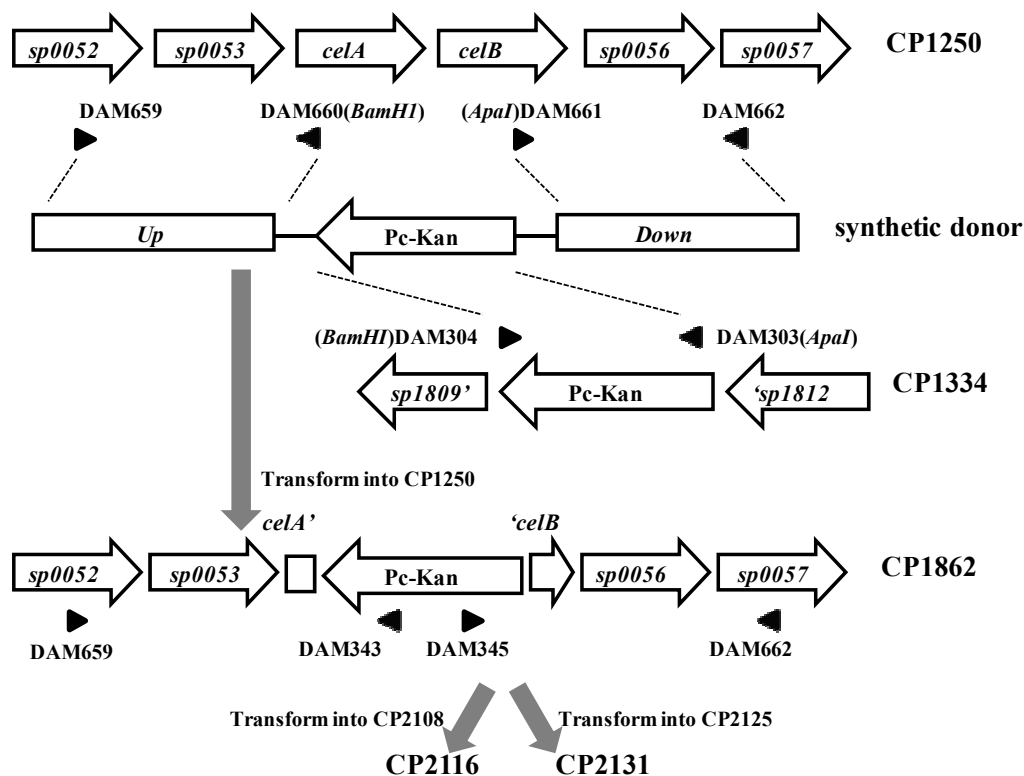 sp0052 sp0053 celA celB sp0056 sp0057 CP1250
DAM659 DAM660(BamH1) (ApaI)DAM661 DAM662
Up Pc-Kan Down synthetic donor
(BamHI)DAM304 DAM303(ApaI)
sp1809’ Pc-Kan ‘sp1812 CP1334
Transform into CP1250
celA’ ‘celB
sp0052 sp0053 Pc-Kan sp0056 sp0057 CP1862
DAM659 DAM343 DAM345 DAM662
Transform into CP2108 Transform into CP2125
CP2116 CP2131